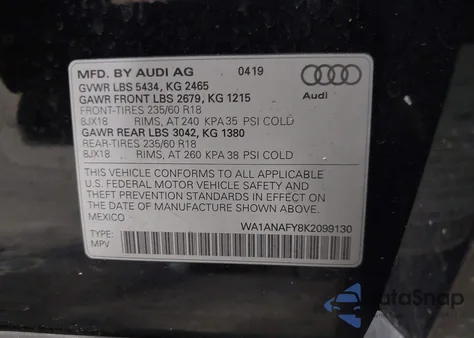 MFD. BY AUDI AG 0419
GVWR LBS 5434, KG 2465
GAWR FRONT LBS 2679, KG 1215
FRONT-TIRES 235/60 R18
8JX18 RIMS, AT 240 KPA 35 PSI COLD
GAWR REAR LBS 3042, KG 1380
REAR-TIRES 235/60 R18
8JX18 RIMS, AT 260 KPA 38 PSI COLD
Audi
THIS VEHICLE CONFORMS TO ALL APPLICABLE
U.S. FEDERAL MOTOR VEHICLE SAFETY AND
THEFT PREVENTION STANDARDS IN EFFECT ON
THE DATE OF MANUFACTURE SHOWN ABOVE.
MEXICO
WA1ANAFY8K2099130
TYPE:
MPV
DataSnap